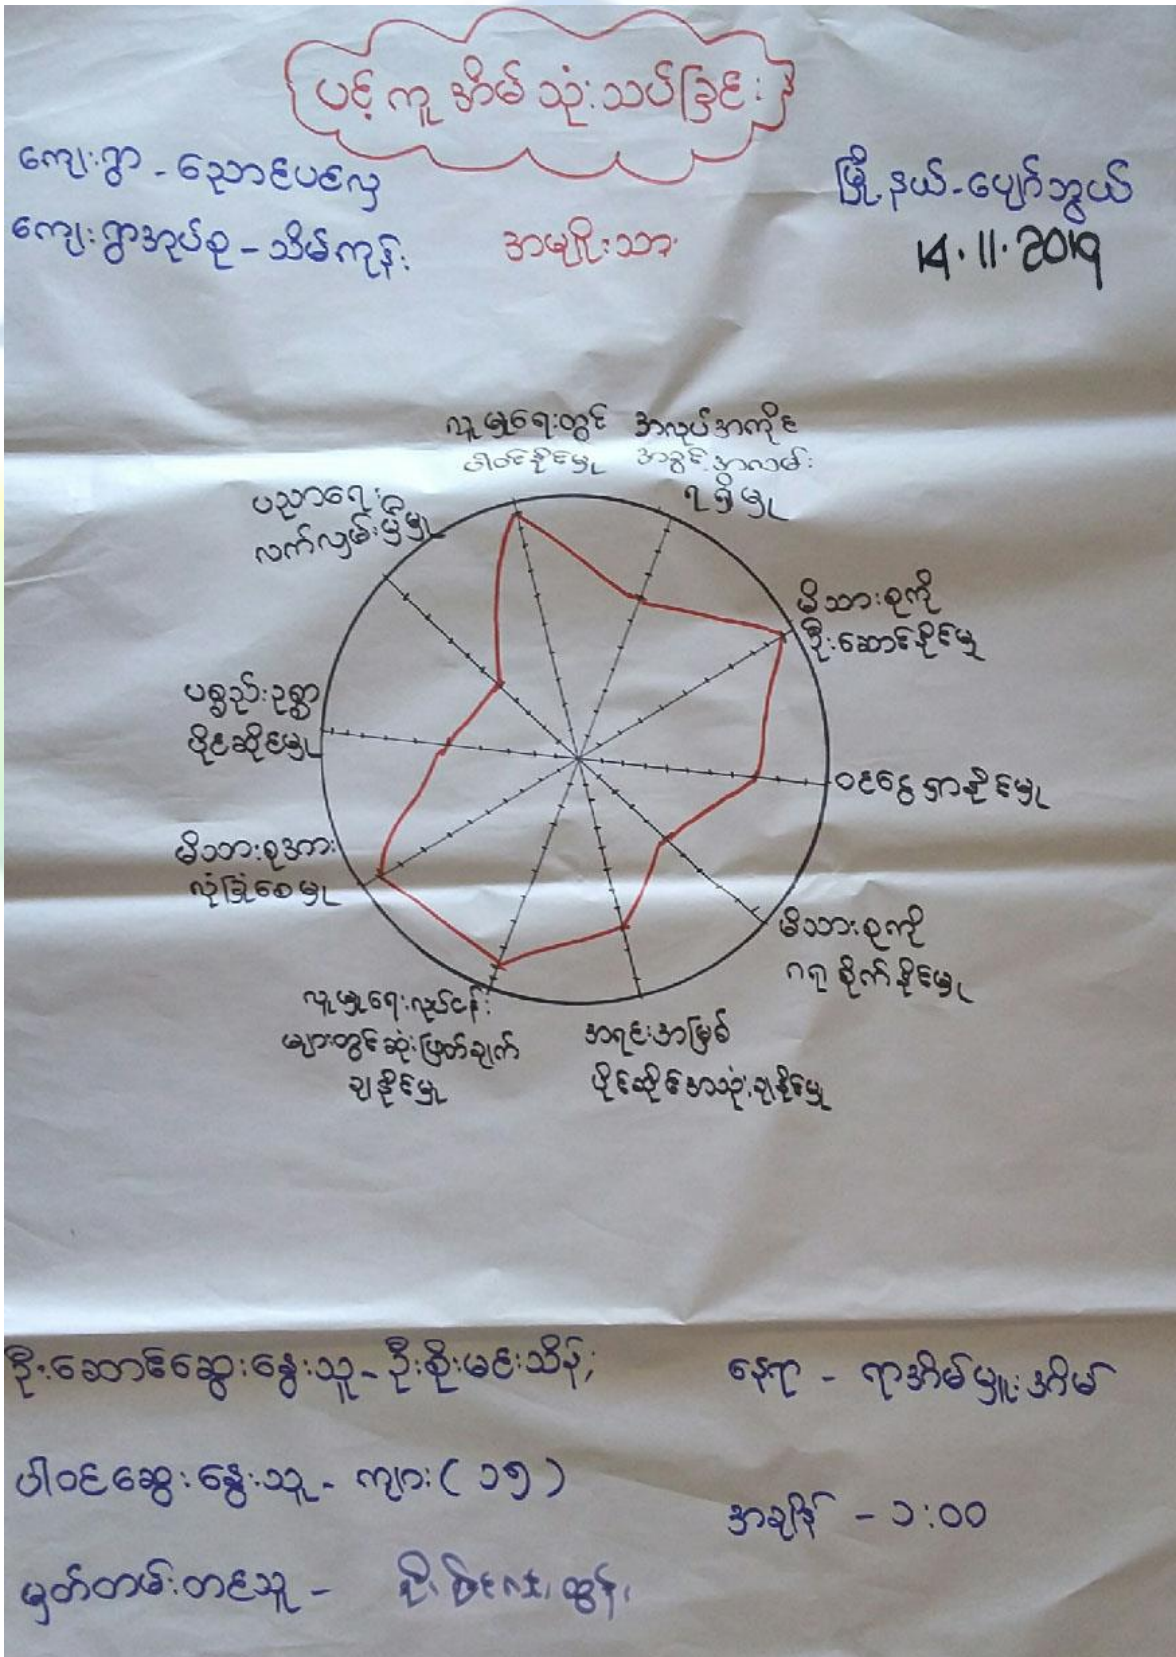 ပင့်ကူအိမ်သုံးသပ်ခြင်း
ကျေးရွာ - ညောင်ပင်လှ
မြို့နယ် - ပျော်ဘွယ်
ကျေးရွာအုပ်စု - သိမ်ကုန်း
အမျိုးသား
14.11.2019
လူမှုရေးတွင်
ပါဝင်နိုင်မှု
အလုပ်အကိုင်
အခွင့်အလမ်း
ရရှိမှု
ပညာရေး
လက်လှမ်းမှီမှု
မိသားစုကို
ဦးဆောင်နိုင်မှု
ပစ္စည်းဥစ္စာ
ပိုင်ဆိုင်မှု
ဝင်ငွေရှာနိုင်မှု
မိသားစုအား
လုံခြုံစေမှု
မိသားစုကို
ဂရုစိုက်နိုင်မှု
လူမှုရေးလုပ်ငန်း
များတွင်ဆုံးဖြတ်ချက်
ချနိုင်မှု
အရင်းအမြစ်
ပိုင်ဆိုင်အသုံးချနိုင်မှု
ဦးဆောင်ဆွေးနွေးသူ - ဦးစိုးမင်းသိန်း
နေရာ - ရာအိမ်မှူးအိမ်
ပါဝင်ဆွေးနွေးသူ - ကျား (၁၅)
အချိန် - ၁:၀၀
မှတ်တမ်းတင်သူ -